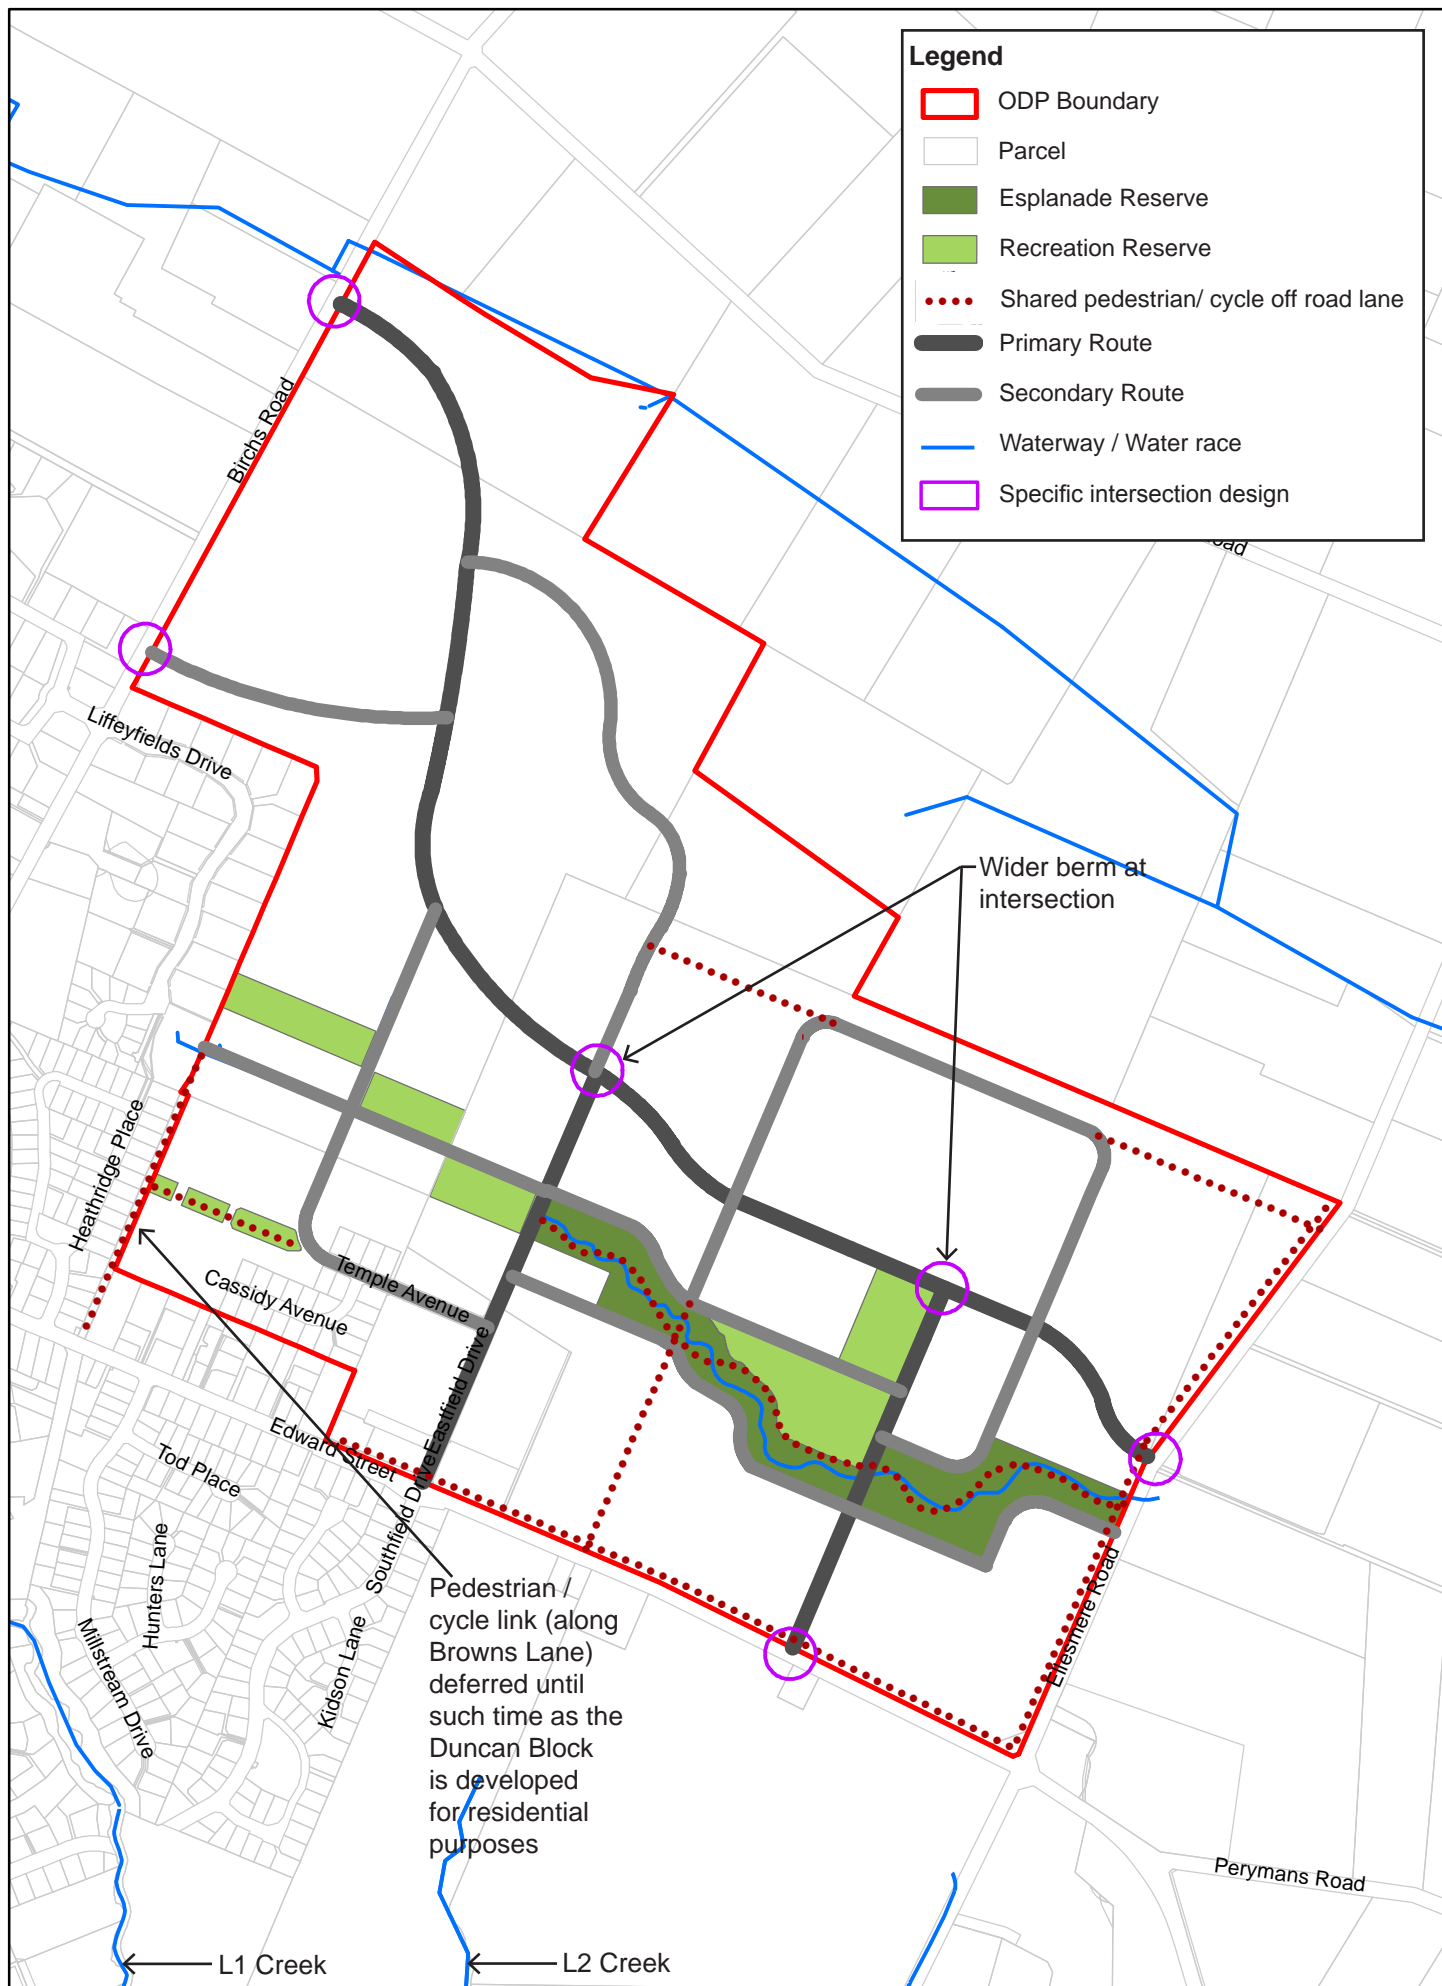 Legend
ODP Boundary
Parcel
Esplanade Reserve
Recreation Reserve
Shared pedestrian/ cycle off road lane
Primary Route
Secondary Route
Waterway / Water race
Specific intersection design
Birchs Road
Liffeyfields Drive
Wider berm at
intersection
Heathridge Place
Cassidy Avenue
Temple Avenue
Eastfield Drive
Edward Street
Tod Place
Southfield Drive
Hunters Lane
Millstream Drive
Kidson Lane
Ellesmere Road
Pedestrian /
cycle link (along
Browns Lane)
deferred until
such time as the
Duncan Block
is developed
for residential
purposes
Perymans Road
L1 Creek
L2 Creek